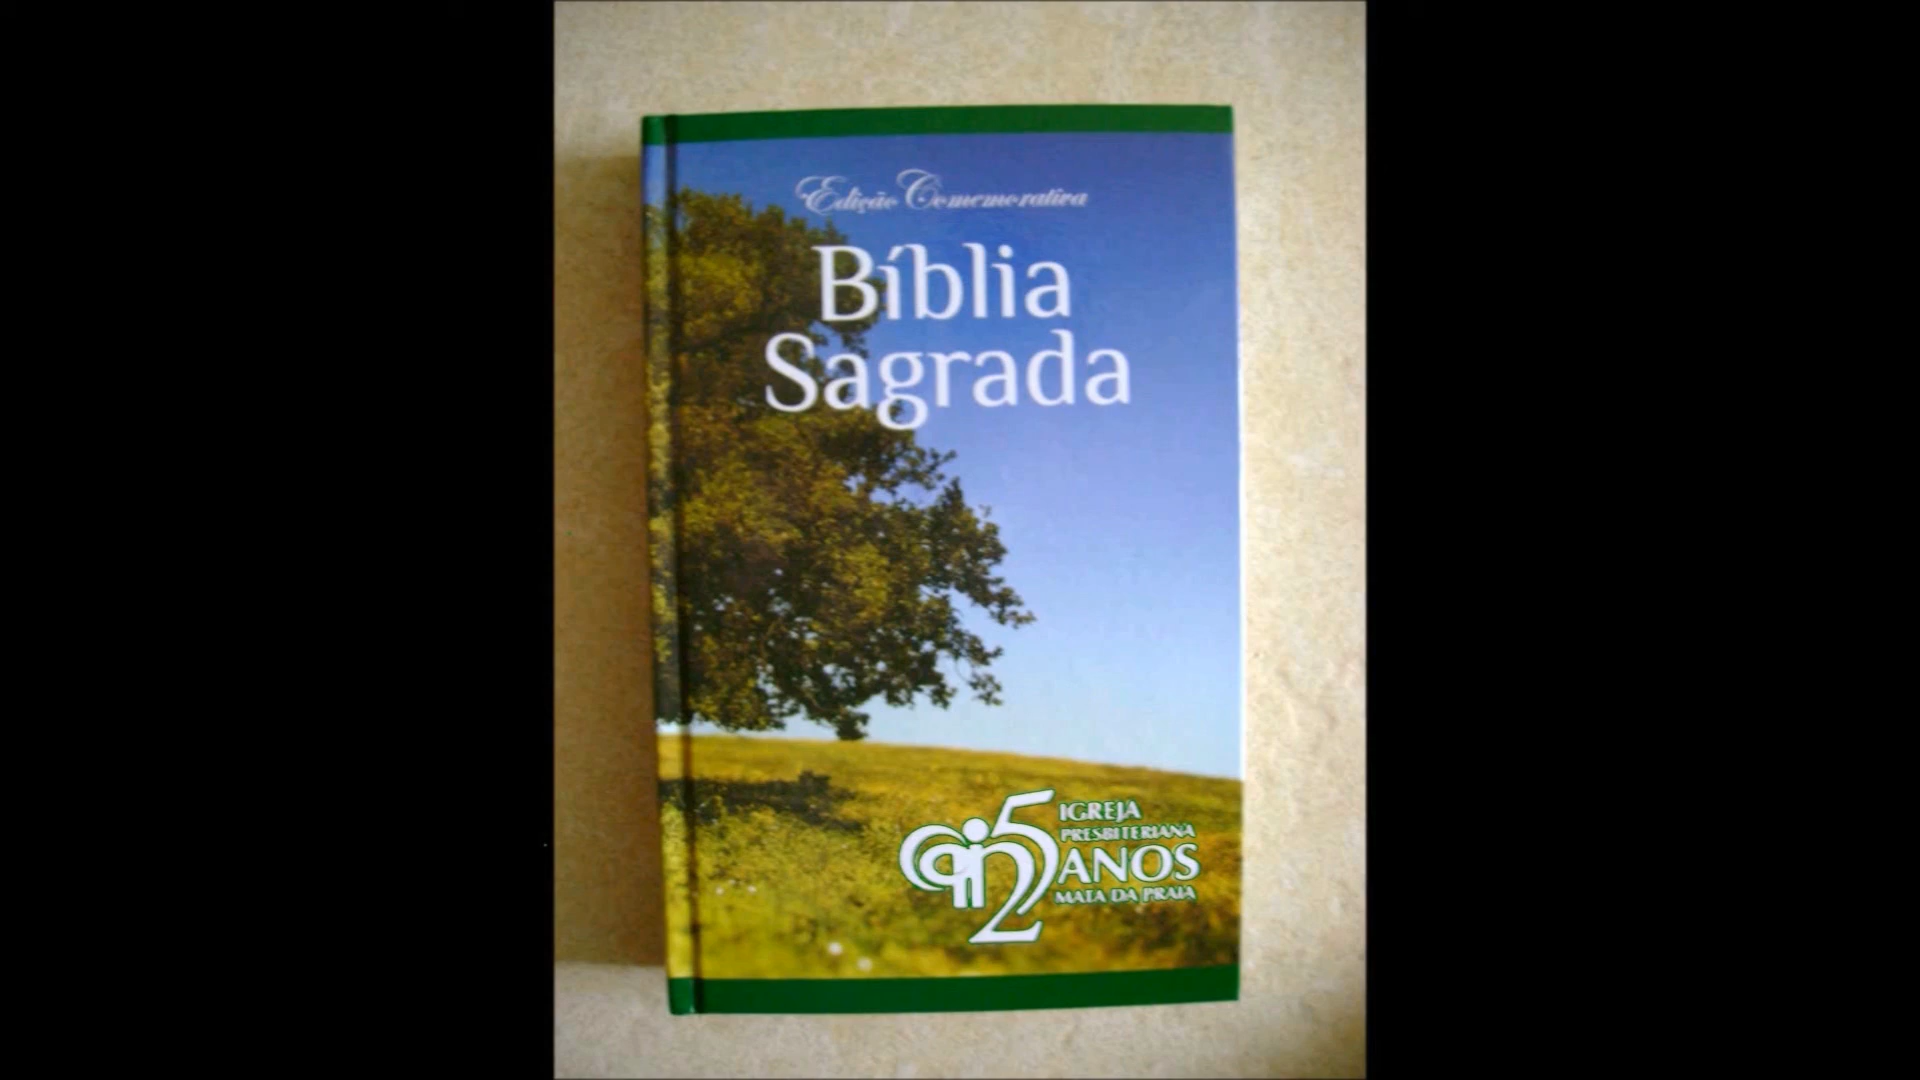 Edição Comemorativa
Bíblia
Sagrada
25
IGREJA
PRESBITERIANA
ANOS
MATA DA PRAIA